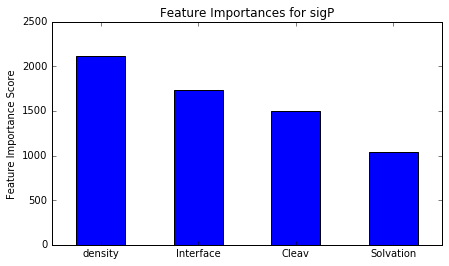 Feature Importances for sigP
2500
2000
1500
1000
500
0
Feature Importance Score
density Interface Cleav Solvation